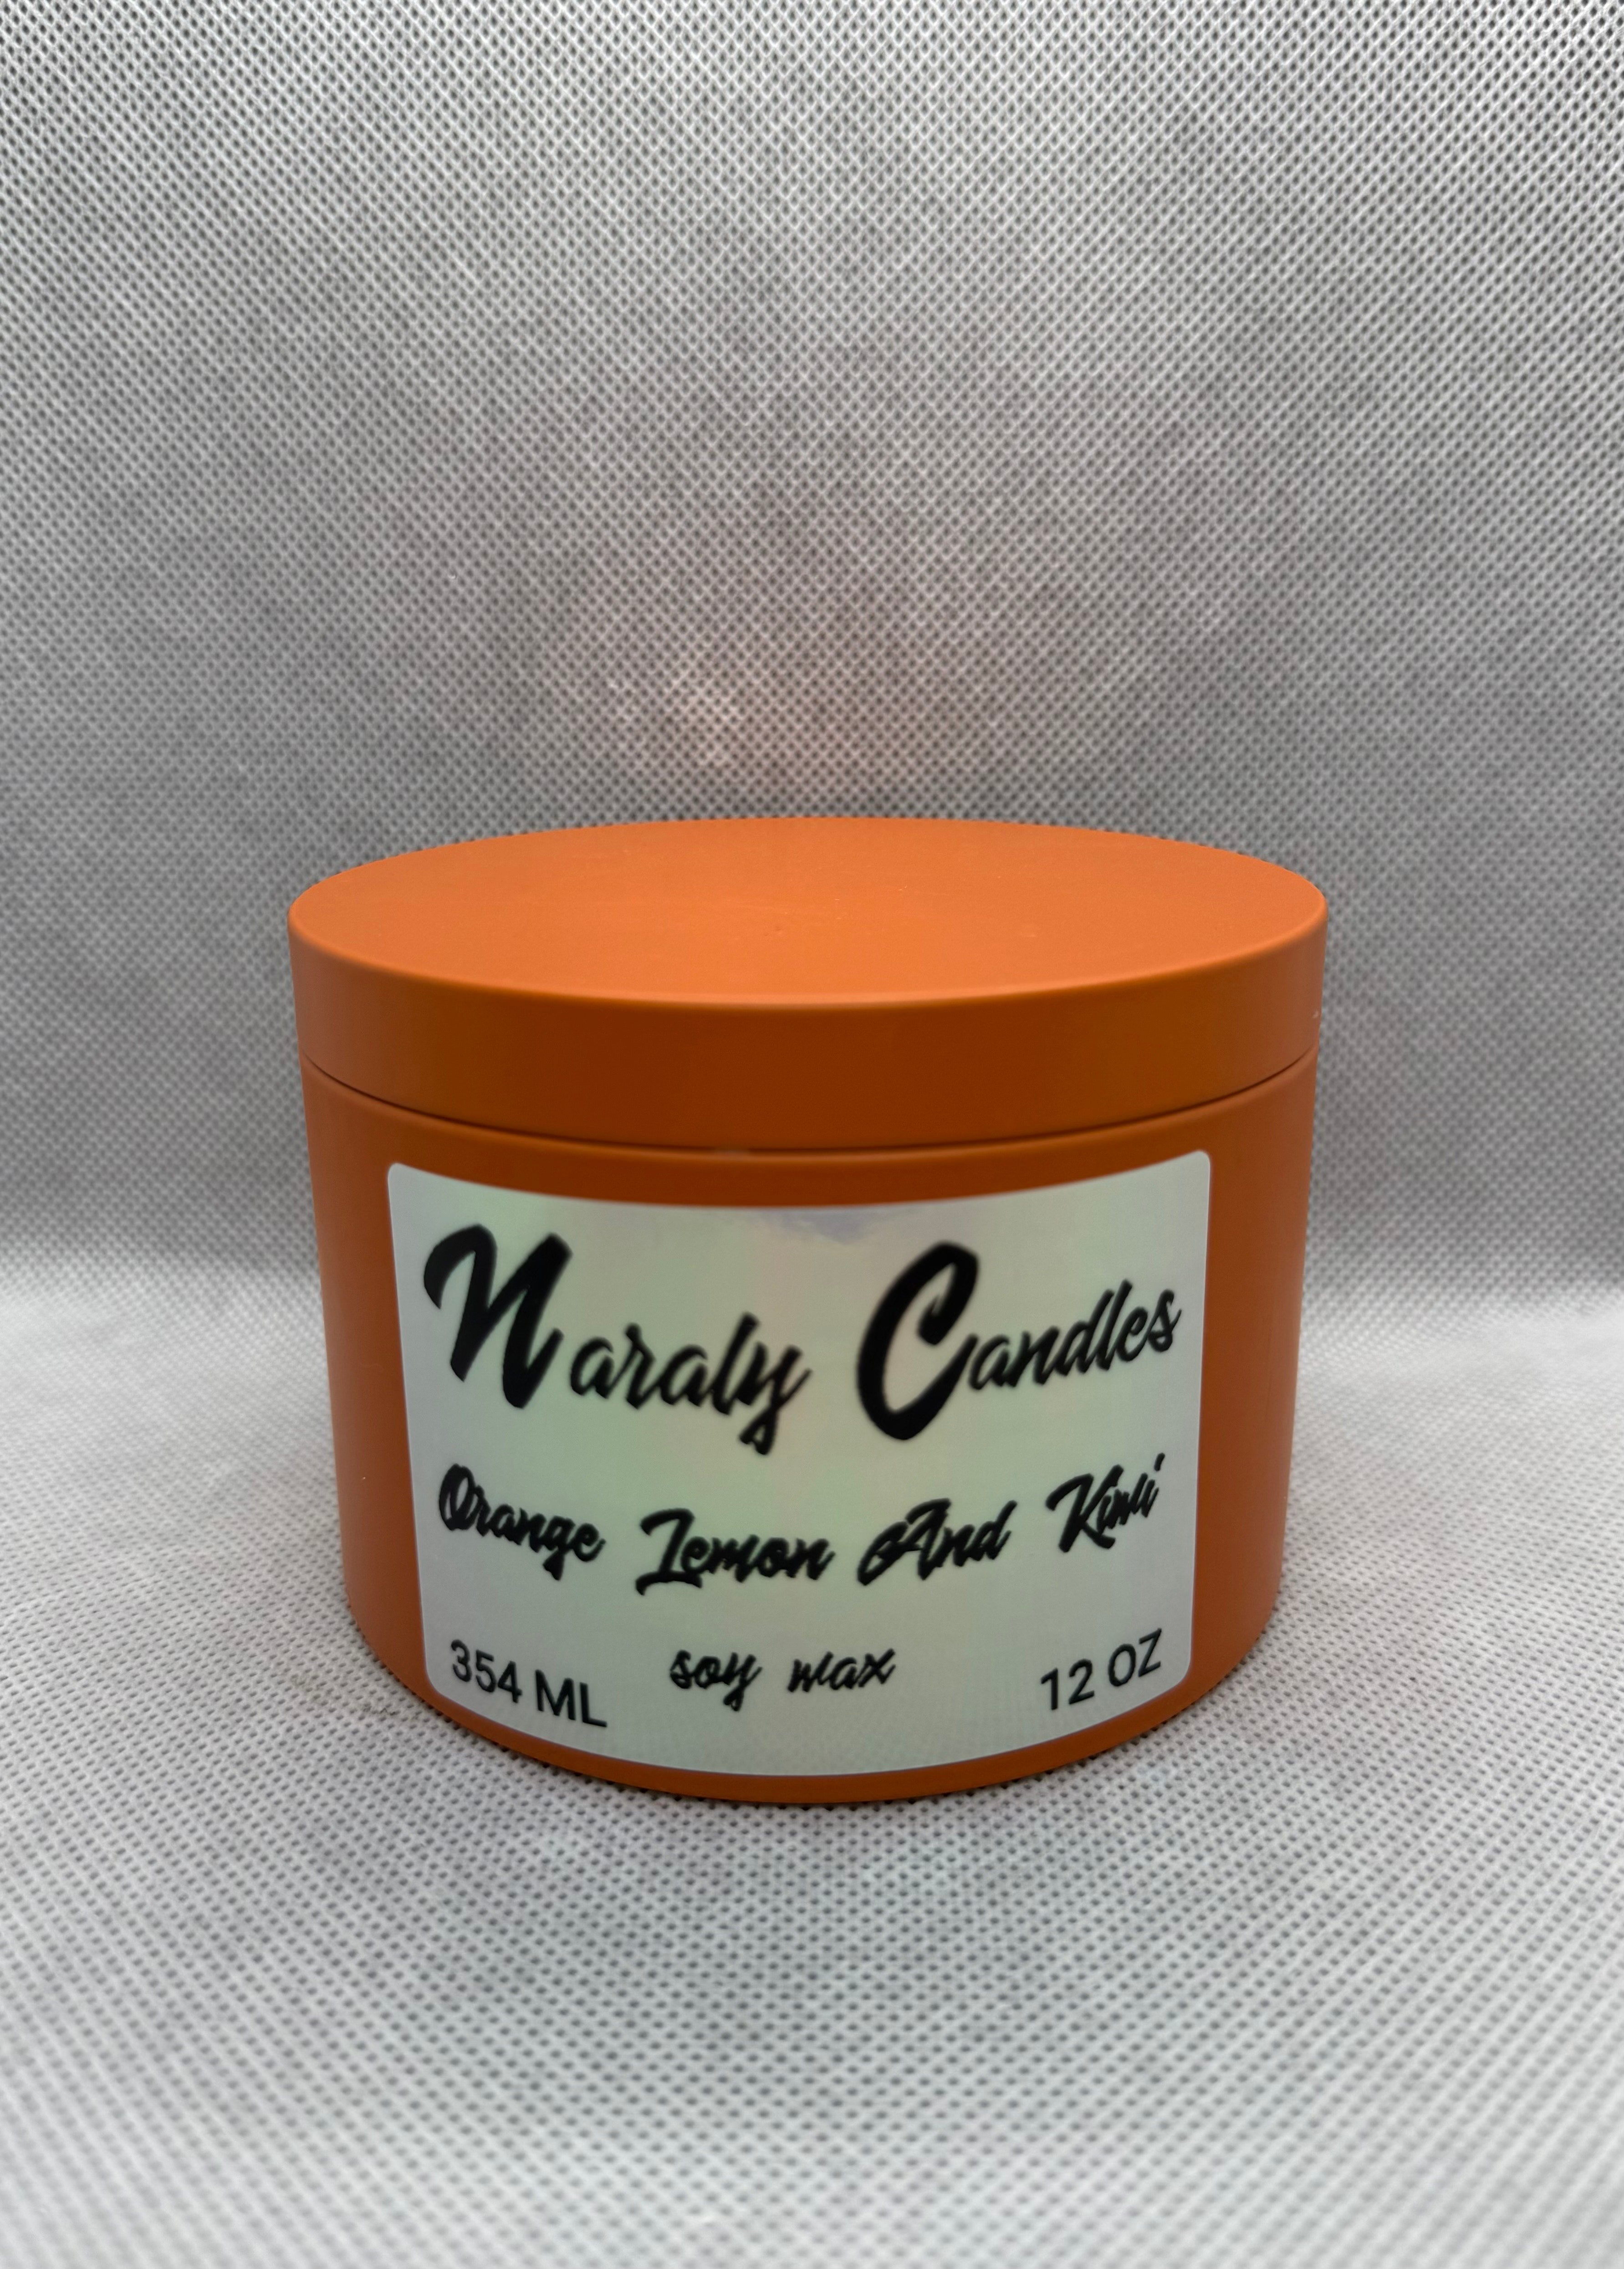 Naraly Candles
Orange Lemon And Kiwi
354 ML soy wax 12 OZ